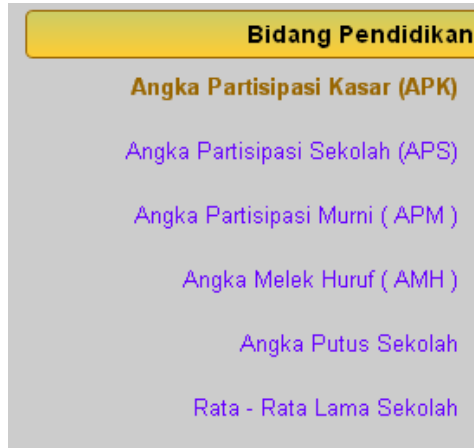 Bidang Pendidikan
Angka Partisipasi Kasar (APK)
Angka Partisipasi Sekolah (APS)
Angka Partisipasi Murni ( APM )
Angka Melek Huruf ( AMH )
Angka Putus Sekolah
Rata - Rata Lama Sekolah